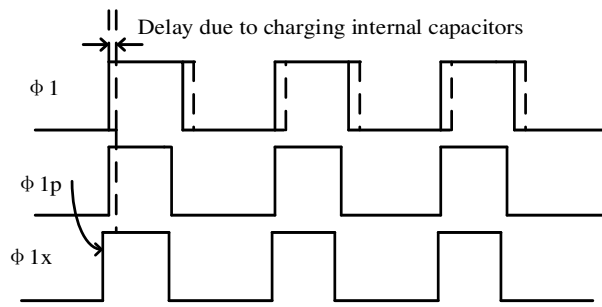 Delay due to charging internal capacitors
ϕ 1
ϕ 1p
ϕ 1x